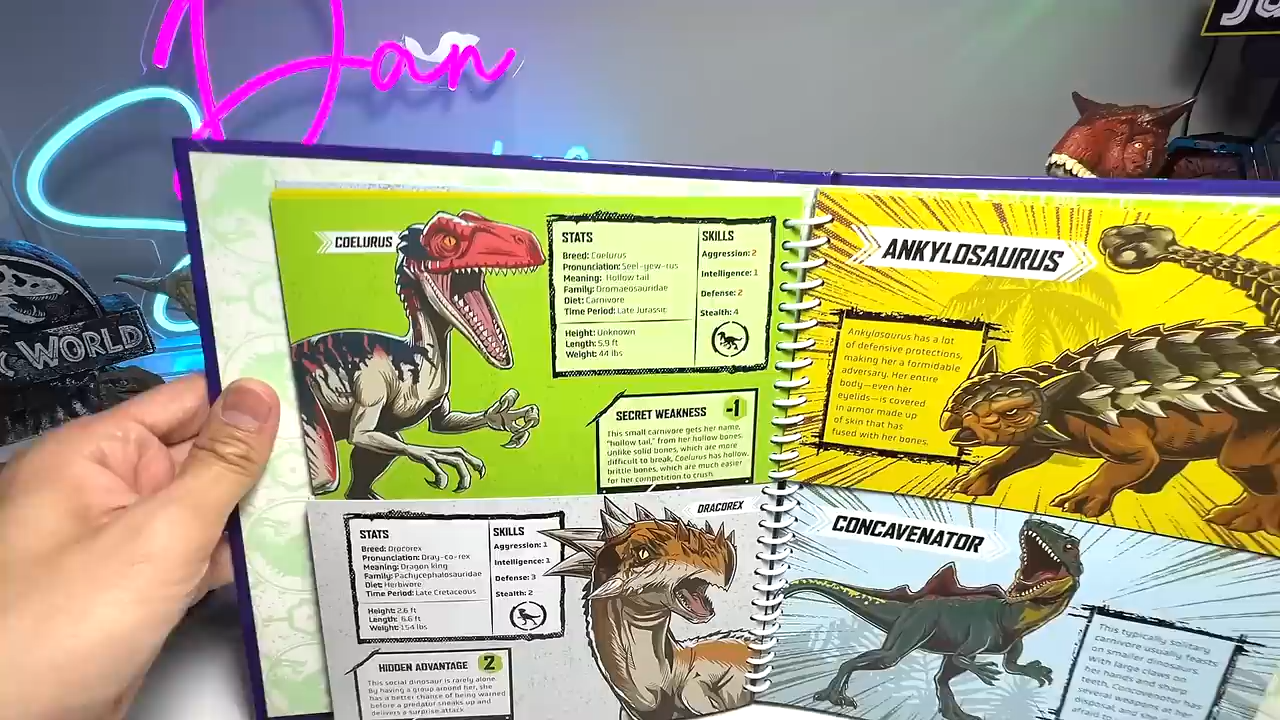 Dan
WORLD
COELURUS
STATS
Breed: Coelurus
Pronunciation: Seel-yew-rus
Meaning: Hollow tail
Family: Dromaeosauridae
Diet: Carnivore
Time Period: Late Jurassic
Height: Unknown
Length: 5.9 ft
Weight: 44 lbs
SKILLS
Aggression: 2
Intelligence: 1
Defense: 2
Stealth: 4
SECRET WEAKNESS -1
This small carnivore gets her name,
"hollow tail," from her hollow bones.
unlike solid bones, which are more
difficult to break, Coelurus has hollow,
brittle bones, which are much easier
for her competition to crush.
ANKYLOSAURUS
Ankylosaurus has a lot
of defensive protections,
making her a formidable
adversary. Her entire
body—even her
eyelids—is covered
in armor made up
of skin that has
fused with her bones.
DRACOREX
STATS
Breed: Dracorex
Pronunciation: Dray-co-rex
Meaning: Dragon king
Family: Pachycephalosauridae
Diet: Herbivore
Time Period: Late Cretaceous
Height: 2.6 ft
Length: 6.6 ft
Weight: 154 lbs
SKILLS
Aggression: 1
Intelligence: 1
Defense: 3
Stealth: 2
HIDDEN ADVANTAGE 2
This social dinosaur is rarely alone.
By having a group around her, she
has a better chance of being warned
before a predator sneaks up and
delivers a surprise attack.
CONCAVENATOR
This typically solitary
carnivore usually feasts
on smaller dinosaurs.
With large claws on
her hands and sharp
teeth, Concavenator has
several weapons at her